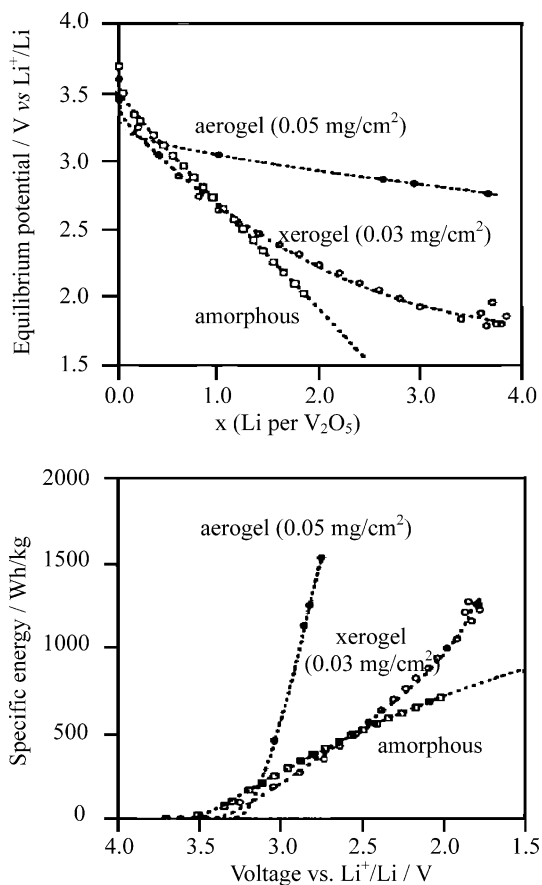 4.0
3.5
3.0
2.5
2.0
1.5
Equilibrium potential / V vs Li⁺/Li
aerogel (0.05 mg/cm²)
xerogel (0.03 mg/cm²)
amorphous
0.0 1.0 2.0 3.0 4.0
x (Li per V₂O₅)
2000
1500
1000
500
0
Specific energy / Wh/kg
aerogel (0.05 mg/cm²)
xerogel
(0.03 mg/cm²)
amorphous
4.0 3.5 3.0 2.5 2.0 1.5
Voltage vs. Li⁺/Li / V